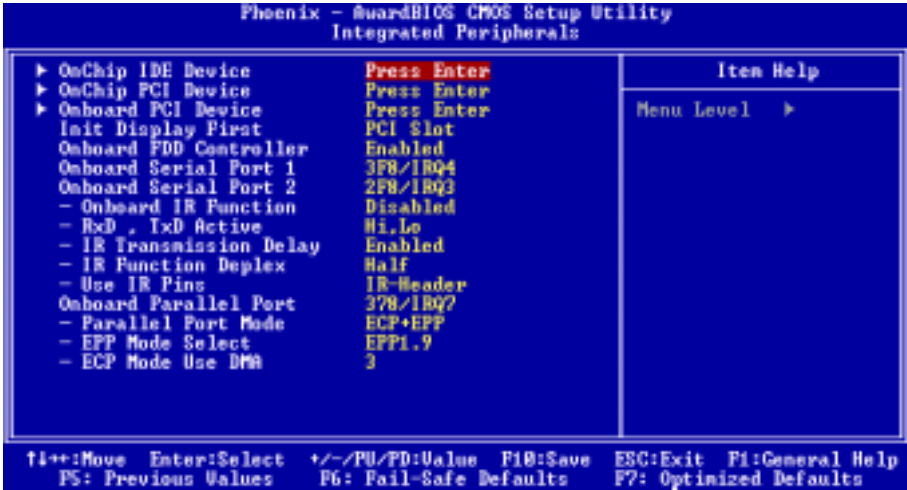 Phoenix - AwardBIOS CMOS Setup Utility
Integrated Peripherals
▶ OnChip IDE Device Press Enter
▶ OnChip PCI Device Press Enter
▶ Onboard PCI Device Press Enter
Init Display First PCI Slot
Onboard FDD Controller Enabled
Onboard Serial Port 1 3F8/IRQ4
Onboard Serial Port 2 2F8/IRQ3
- Onboard IR Function Disabled
- RxD , TxD Active Hi,Lo
- IR Transmission Delay Enabled
- IR Function Deplex Half
- Use IR Pins IR-Header
Onboard Parallel Port 378/IRQ7
- Parallel Port Mode ECP+EPP
- EPP Mode Select EPP1.9
- ECP Mode Use DMA 3
Item Help
Menu Level ▶
↑↓→←:Move Enter:Select +/-/PU/PD:Value F10:Save ESC:Exit F1:General Help
F5: Previous Values F6: Fail-Safe Defaults F7: Optimized Defaults